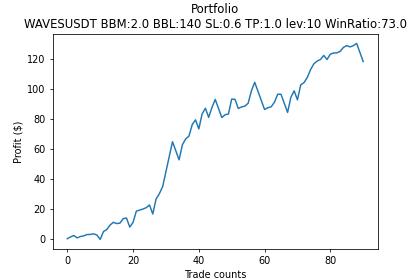 Portfolio
WAVESUSDT BBM:2.0 BBL:140 SL:0.6 TP:1.0 lev:10 WinRatio:73.0
Profit ($)
120
100
80
60
40
20
0
0 20 40 60 80
Trade counts